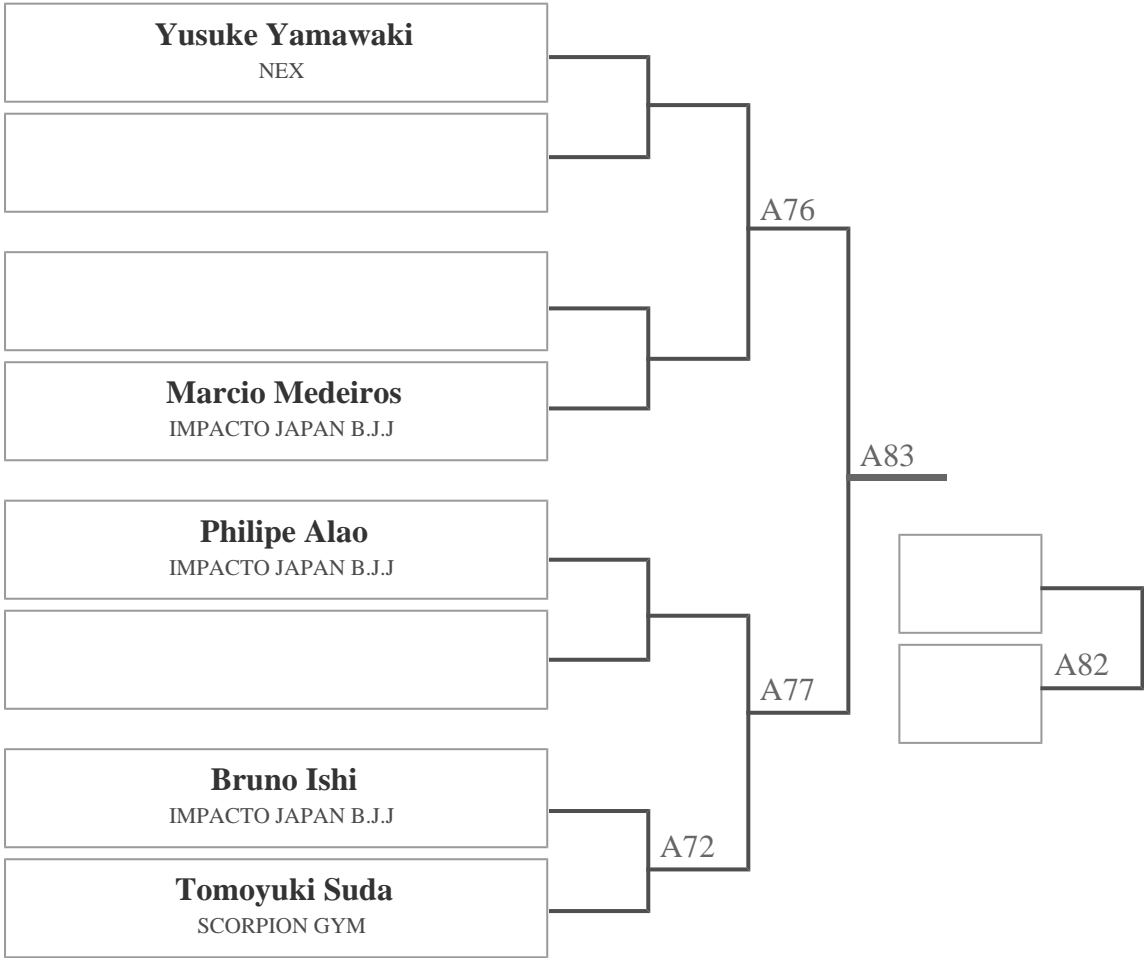 Yusuke Yamawaki
NEX
A76
Marcio Medeiros
IMPACTO JAPAN B.J.J
A83
Philipe Alao
IMPACTO JAPAN B.J.J
A82
A77
Bruno Ishi
IMPACTO JAPAN B.J.J
A72
Tomoyuki Suda
SCORPION GYM